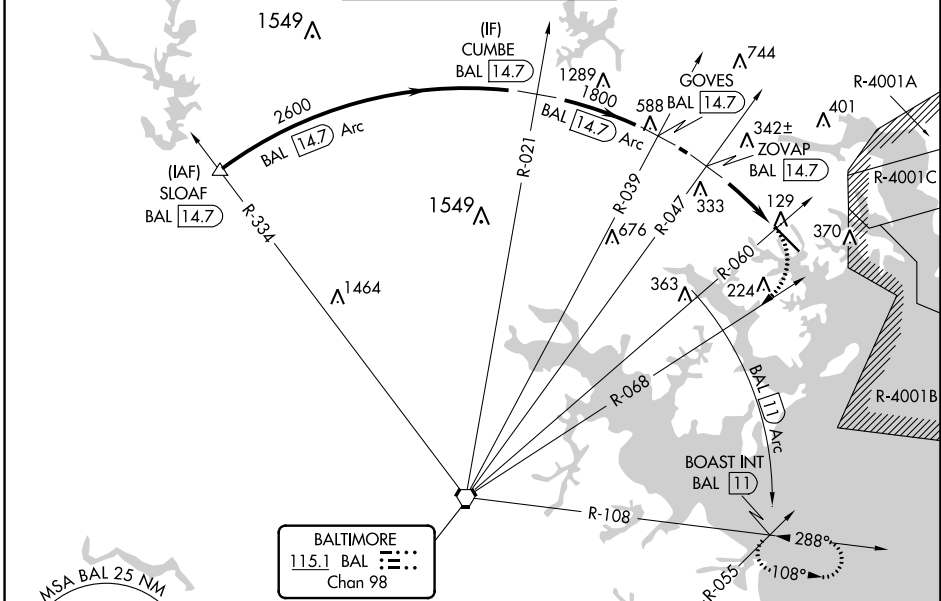 1549
(IF)
CUMBE
BAL 14.7
744
1289
GOVES
BAL 14.7
R-4001A
2600
1800
588
401
BAL 14.7 Arc
BAL 14.7 Arc
342±
ZOVAP
BAL 14.7
(IAF)
SLOAF
BAL 14.7
R-021
R-4001C
R-334
R-039
R-047
333
129
1549
676
370
R-060
1464
363
224
R-068
BAL 11 Arc
R-4001B
BOAST INT
BAL 11
R-108
BALTIMORE
115.1 BAL
Chan 98
288°
108°
R-055
MSA BAL 25 NM